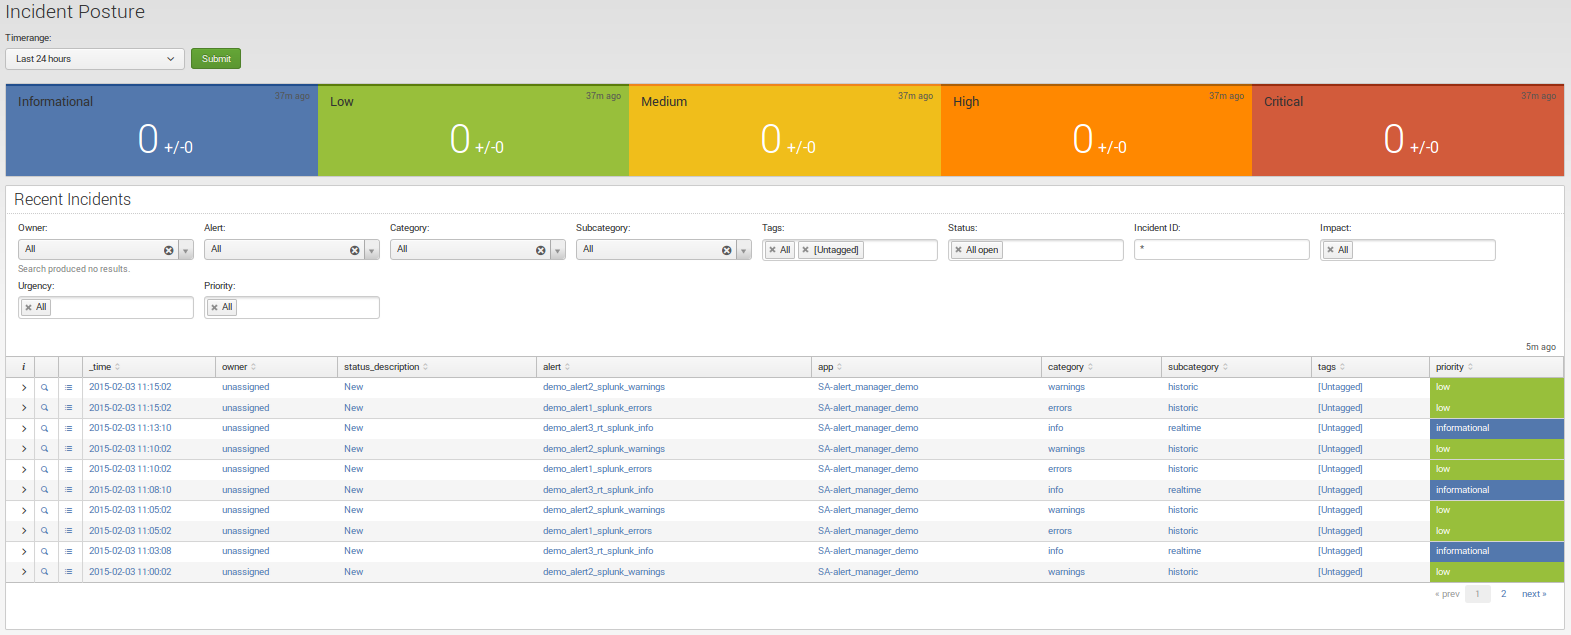 Incident Posture
Timerange:
Last 24 hours Submit
Informational 37m ago Low 37m ago Medium 37m ago High 37m ago Critical 37m ago
0 +/-0 0 +/-0 0 +/-0 0 +/-0 0 +/-0
Recent Incidents
Owner: Alert: Category: Subcategory: Tags: Status: Incident ID: Impact:
All All All All All [Untagged] All open * All
Search produced no results.
Urgency: Priority:
All All
5m ago
i _time owner status_description alert app category subcategory tags priority
2015-02-03 11:15:02 unassigned New demo_alert2_splunk_warnings SA-alert_manager_demo warnings historic [Untagged] low
2015-02-03 11:15:02 unassigned New demo_alert1_splunk_errors SA-alert_manager_demo errors historic [Untagged] low
2015-02-03 11:13:10 unassigned New demo_alert3_rt_splunk_info SA-alert_manager_demo info realtime [Untagged] informational
2015-02-03 11:10:02 unassigned New demo_alert2_splunk_warnings SA-alert_manager_demo warnings historic [Untagged] low
2015-02-03 11:10:02 unassigned New demo_alert1_splunk_errors SA-alert_manager_demo errors historic [Untagged] low
2015-02-03 11:08:10 unassigned New demo_alert3_rt_splunk_info SA-alert_manager_demo info realtime [Untagged] informational
2015-02-03 11:05:02 unassigned New demo_alert2_splunk_warnings SA-alert_manager_demo warnings historic [Untagged] low
2015-02-03 11:05:02 unassigned New demo_alert1_splunk_errors SA-alert_manager_demo errors historic [Untagged] low
2015-02-03 11:03:08 unassigned New demo_alert3_rt_splunk_info SA-alert_manager_demo info realtime [Untagged] informational
2015-02-03 11:00:02 unassigned New demo_alert2_splunk_warnings SA-alert_manager_demo warnings historic [Untagged] low
« prev 1 2 next »